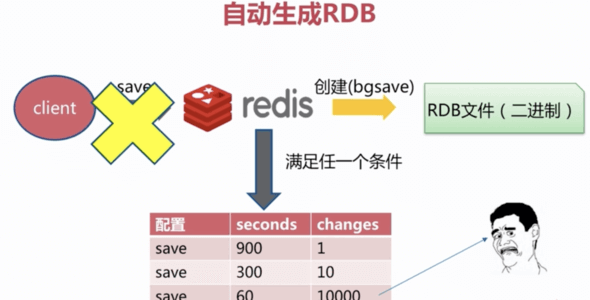 自动生成RDB
client
save
redis
创建(bgsave)
RDB文件（二进制）
满足任一个条件
配置 seconds changes
save 900 1
save 300 10
save 60 10000